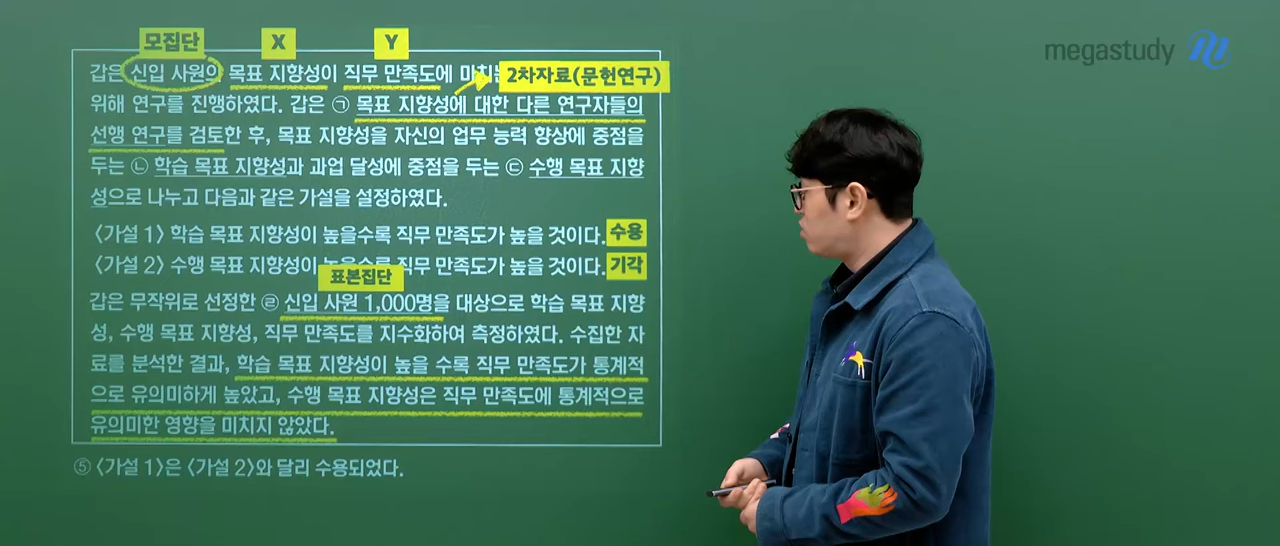 모집단 X Y
갑은 신입 사원의 목표 지향성이 직무 만족도에 미치는
2차자료(문헌연구)
위해 연구를 진행하였다. 갑은 ㉠ 목표 지향성에 대한 다른 연구자들의
선행 연구를 검토한 후, 목표 지향성을 자신의 업무 능력 향상에 중점을
두는 ㉡ 학습 목표 지향성과 과업 달성에 중점을 두는 ㉢ 수행 목표 지향
성으로 나누고 다음과 같은 가설을 설정하였다.
〈가설 1〉 학습 목표 지향성이 높을수록 직무 만족도가 높을 것이다. 수용
〈가설 2〉 수행 목표 지향성이 높을수록 직무 만족도가 높을 것이다. 기각
표본집단
갑은 무작위로 선정한 ㉣ 신입 사원 1,000명을 대상으로 학습 목표 지향
성, 수행 목표 지향성, 직무 만족도를 지수화하여 측정하였다. 수집한 자
료를 분석한 결과, 학습 목표 지향성이 높을 수록 직무 만족도가 통계적
으로 유의미하게 높았고, 수행 목표 지향성은 직무 만족도에 통계적으로
유의미한 영향을 미치지 않았다.
⑤ 〈가설 1〉은 〈가설 2〉와 달리 수용되었다.
megastudy